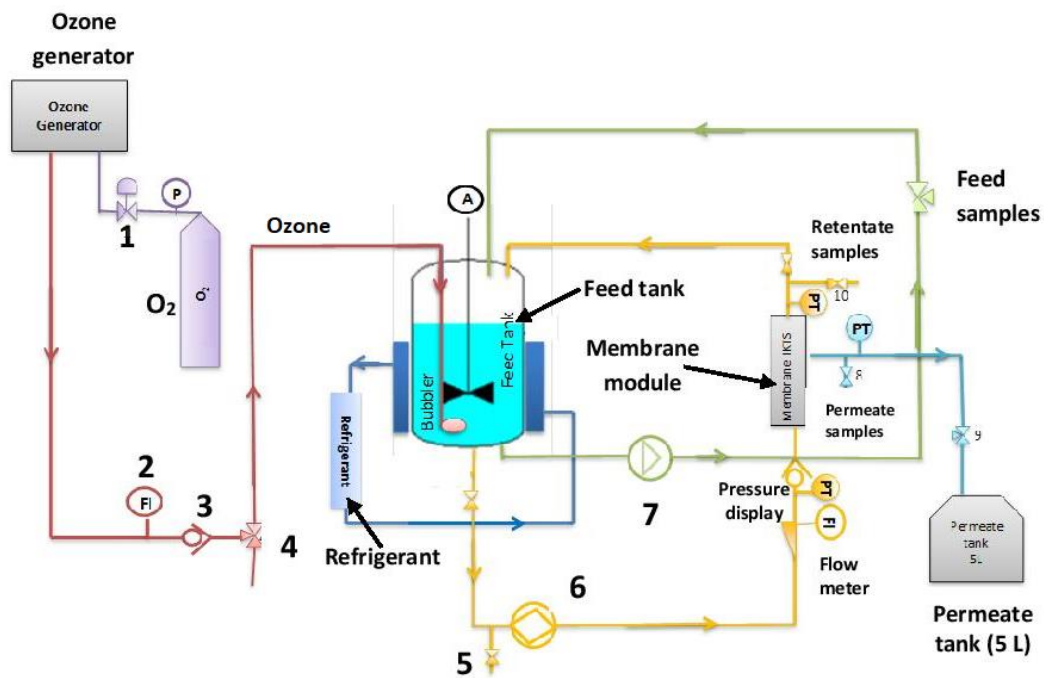 Ozone
generator
Ozone
Generator
P
1
O₂
O₂
A
Ozone
Feed
samples
Retentate
samples
10
PT
Feed tank
Feed Tank
Bubbler
Membrane
module
Membrane IKTS
PT
8
Permeate
samples
9
Refrigerant
Refrigerant
2
FI
3
4
7
Pressure
display
PT
FI
Flow
meter
6
5
Permeate
tank
5L
Permeate
tank (5 L)